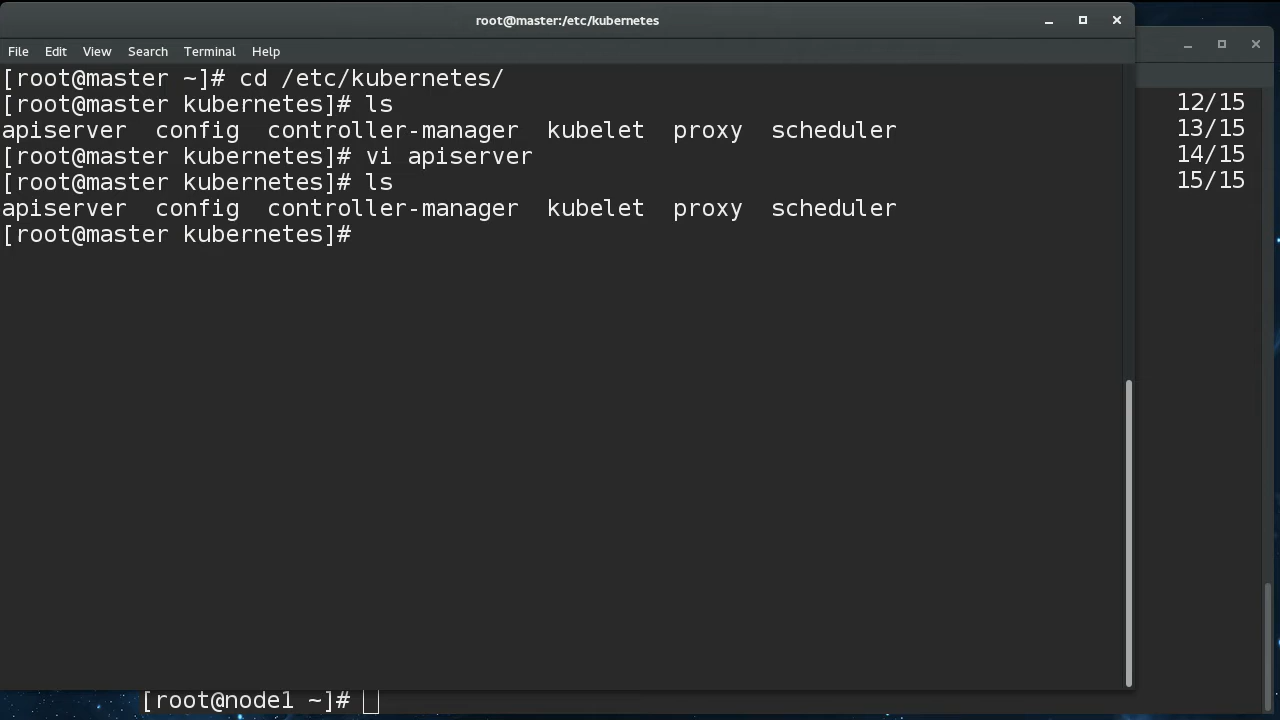 root@master:/etc/kubernetes
File Edit View Search Terminal Help
[root@master ~]# cd /etc/kubernetes/
[root@master kubernetes]# ls
apiserver  config  controller-manager  kubelet  proxy  scheduler
[root@master kubernetes]# vi apiserver
[root@master kubernetes]# ls
apiserver  config  controller-manager  kubelet  proxy  scheduler
[root@master kubernetes]#
12/15
13/15
14/15
15/15
[root@node1 ~]#